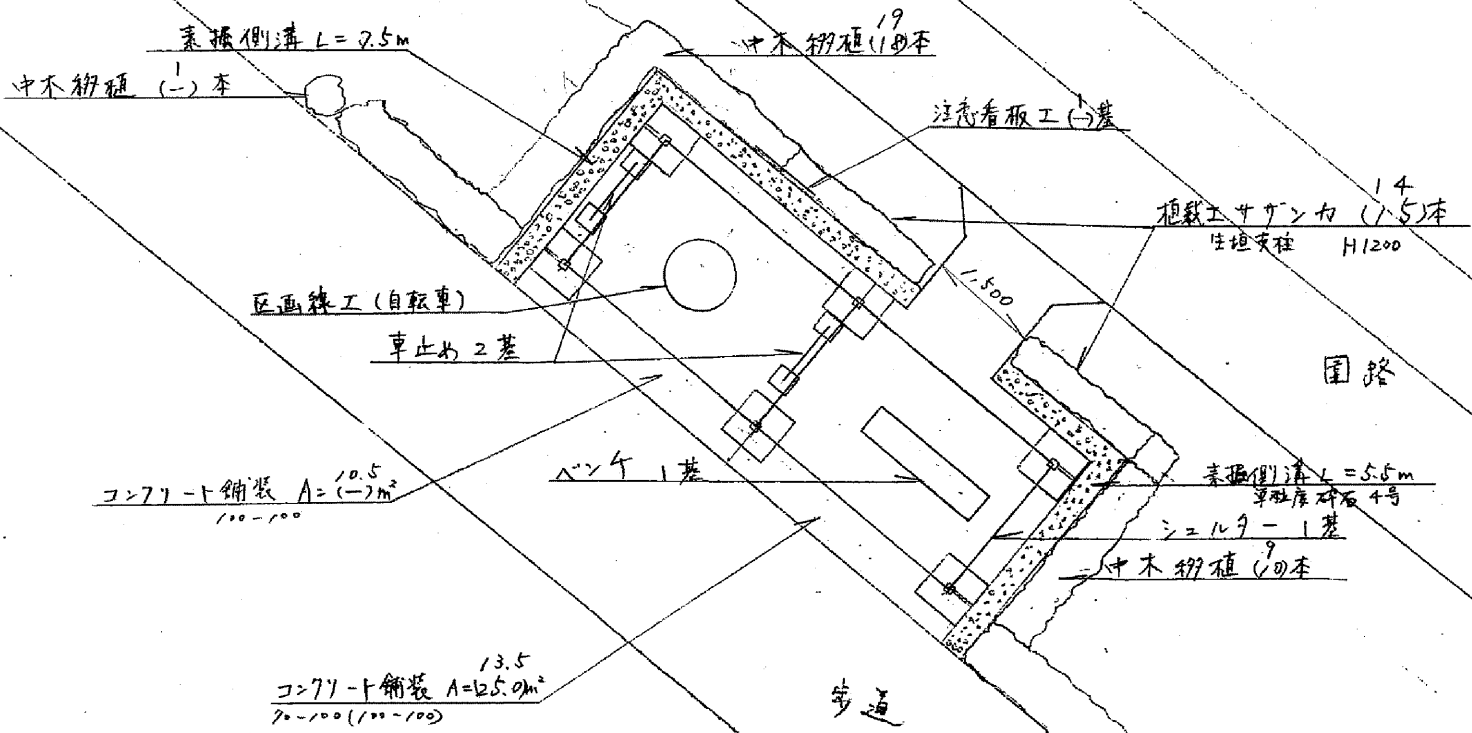 素掘側溝 L=7.5m
19
中木移植 (18)本
1
中木移植 (一)本
1
注意看板工 (一)基
14
植栽工サザンカ (15)本
生垣支柱 H1200
1,500
区画線工 (自転車)
車止め 2基
園路
ベンチ 1基
10.5
コンクリート舗装 A=(一)m²
100-100
素掘側溝 L=5.5m
単粒度砕石 4号
シェルター 1基
9
中木移植 (10)本
13.5
コンクリート舗装 A=(25.0)m²
70-100(100-100)
歩道